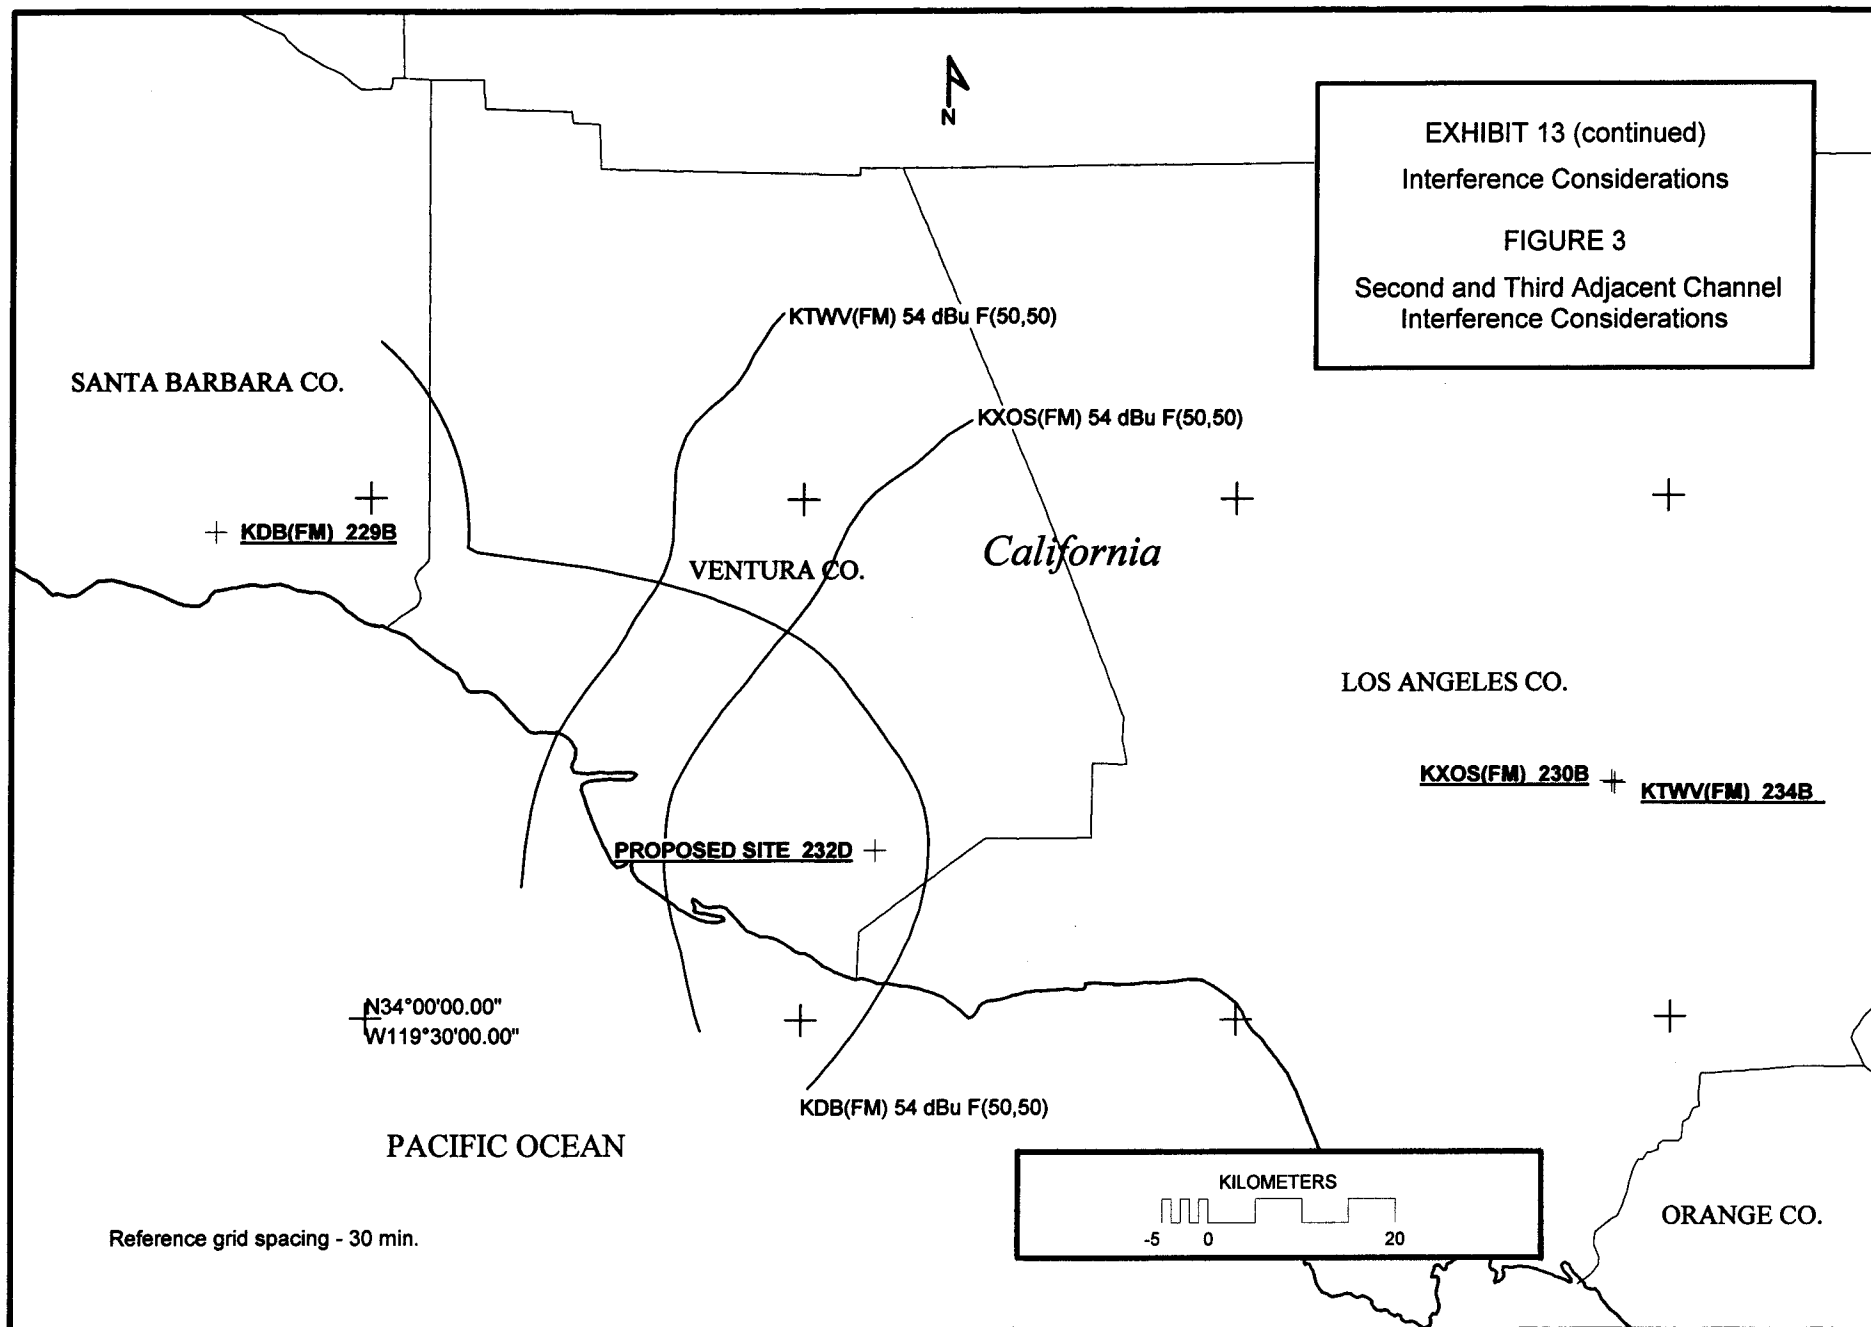 N
EXHIBIT 13 (continued)
Interference Considerations
FIGURE 3
Second and Third Adjacent Channel
Interference Considerations
KTWV(FM) 54 dBu F(50,50)
SANTA BARBARA CO.
KXOS(FM) 54 dBu F(50,50)
KDB(FM) 229B
VENTURA CO.
California
LOS ANGELES CO.
KXOS(FM) 230B
KTWV(FM) 234B
PROPOSED SITE 232D
N34°00'00.00"
W119°30'00.00"
KDB(FM) 54 dBu F(50,50)
PACIFIC OCEAN
KILOMETERS
-5 0 20
ORANGE CO.
Reference grid spacing - 30 min.